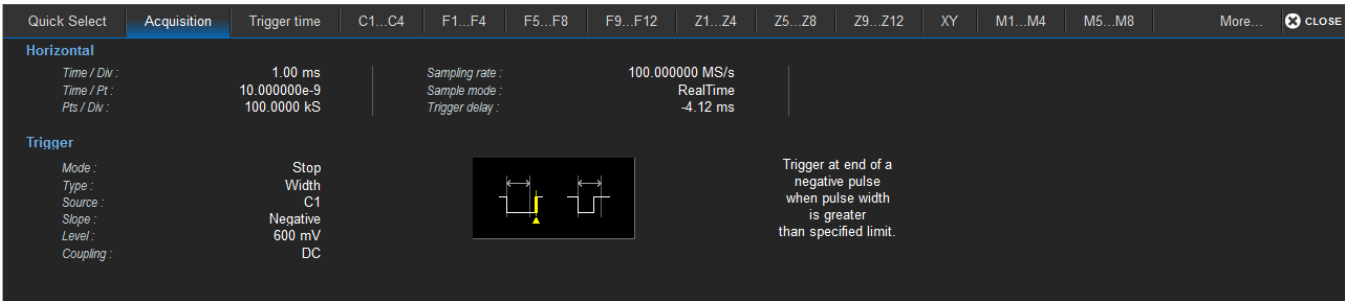 Quick Select Acquisition Trigger time C1...C4 F1...F4 F5...F8 F9...F12 Z1...Z4 Z5...Z8 Z9...Z12 XY M1...M4 M5...M8 More... CLOSE
Horizontal
Time / Div : 1.00 ms Sampling rate : 100.000000 MS/s
Time / Pt : 10.000000e-9 Sample mode : RealTime
Pts / Div : 100.0000 kS Trigger delay : -4.12 ms
Trigger
Mode : Stop
Type : Width
Source : C1
Slope : Negative
Level : 600 mV
Coupling : DC
Trigger at end of a
negative pulse
when pulse width
is greater
than specified limit.